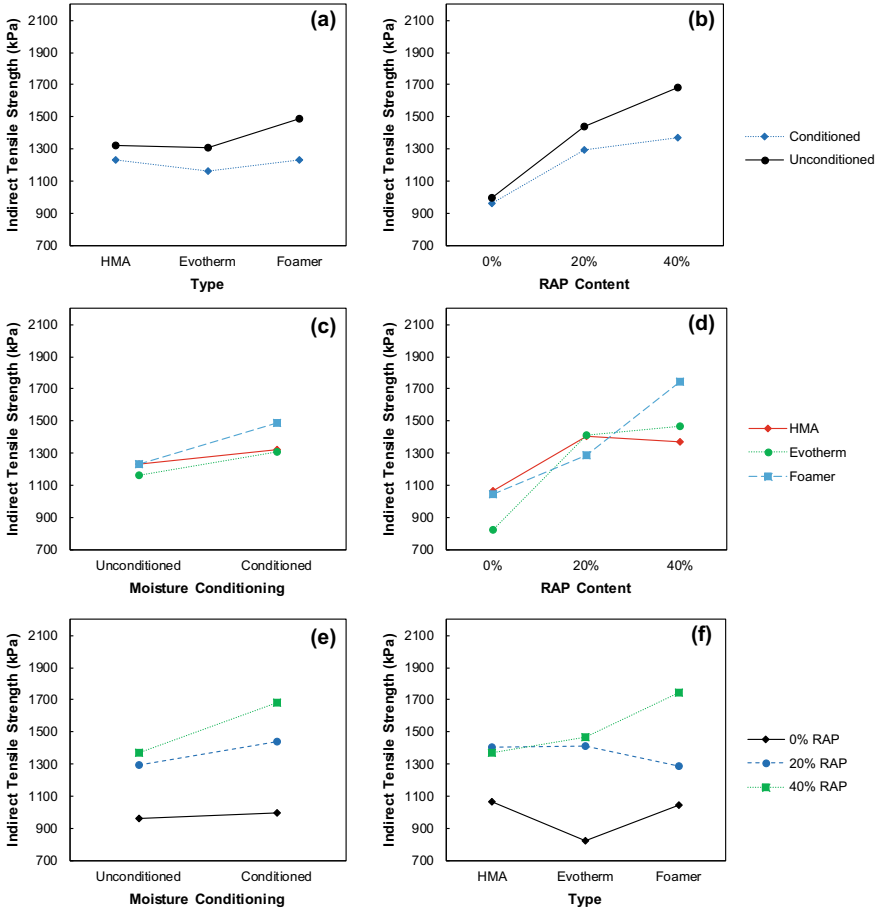 (a)
Indirect Tensile Strength (kPa)
2100
1900
1700
1500
1300
1100
900
700
HMA Evotherm Foamer
Type
(b)
Indirect Tensile Strength (kPa)
2100
1900
1700
1500
1300
1100
900
700
0% 20% 40%
RAP Content
Conditioned
Unconditioned
(c)
Indirect Tensile Strength (kPa)
2100
1900
1700
1500
1300
1100
900
700
Unconditioned Conditioned
Moisture Conditioning
(d)
Indirect Tensile Strength (kPa)
2100
1900
1700
1500
1300
1100
900
700
0% 20% 40%
RAP Content
HMA
Evotherm
Foamer
(e)
Indirect Tensile Strength (kPa)
2100
1900
1700
1500
1300
1100
900
700
Unconditioned Conditioned
Moisture Conditioning
(f)
Indirect Tensile Strength (kPa)
2100
1900
1700
1500
1300
1100
900
700
HMA Evotherm Foamer
Type
0% RAP
20% RAP
40% RAP